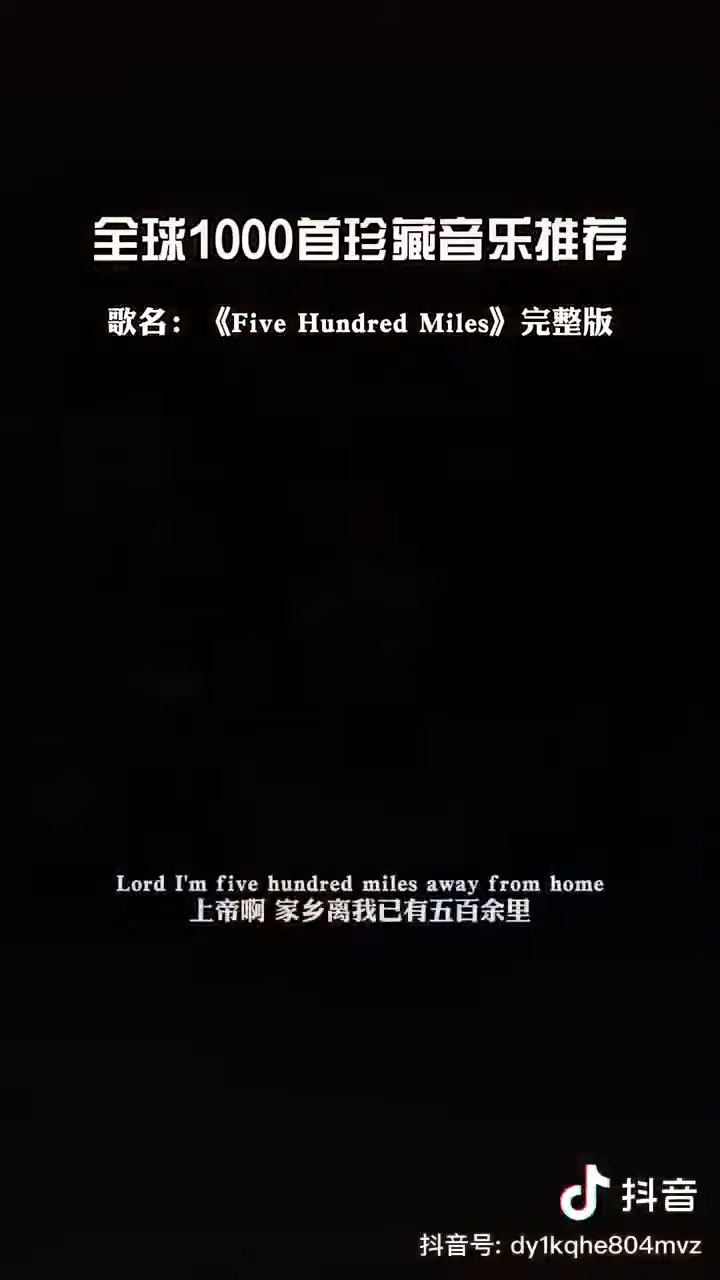 全球1000首珍藏音乐推荐
歌名：《Five Hundred Miles》完整版
Lord I'm five hundred miles away from home
上帝啊 家乡离我已有五百余里
抖音
抖音号: dy1kqhe804mvz